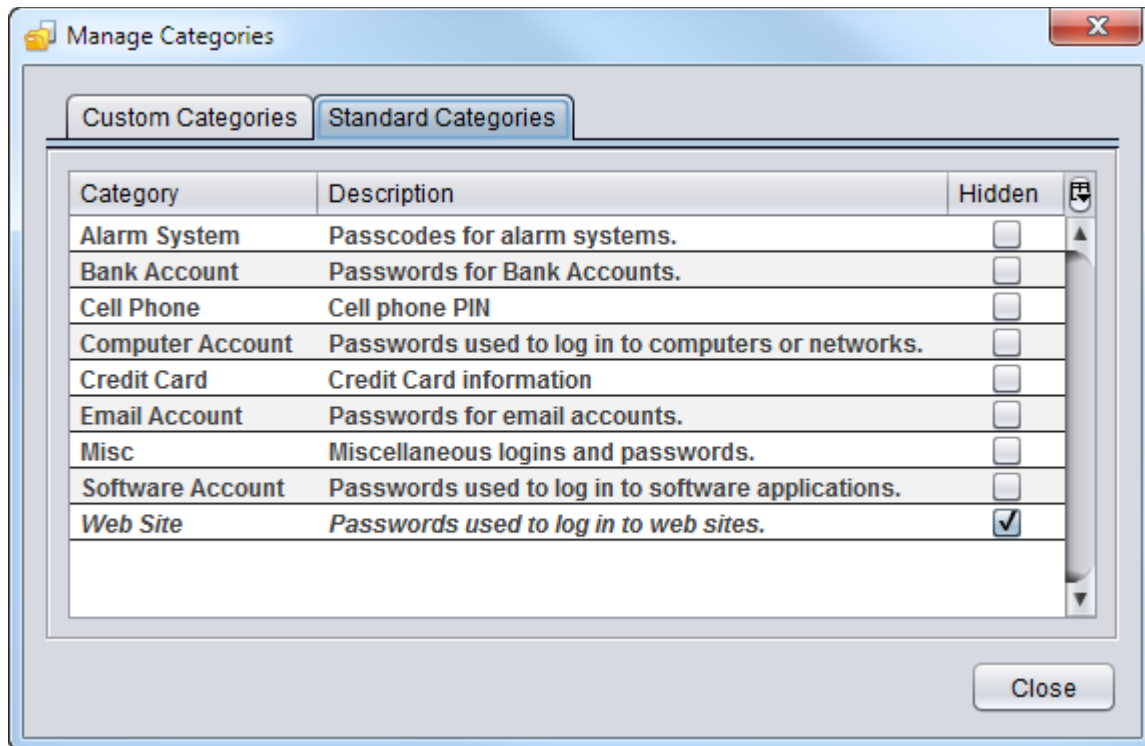 Manage Categories
Custom Categories Standard Categories
Category Description Hidden
Alarm System Passcodes for alarm systems.
Bank Account Passwords for Bank Accounts.
Cell Phone Cell phone PIN
Computer Account Passwords used to log in to computers or networks.
Credit Card Credit Card information
Email Account Passwords for email accounts.
Misc Miscellaneous logins and passwords.
Software Account Passwords used to log in to software applications.
Web Site Passwords used to log in to web sites.
Close